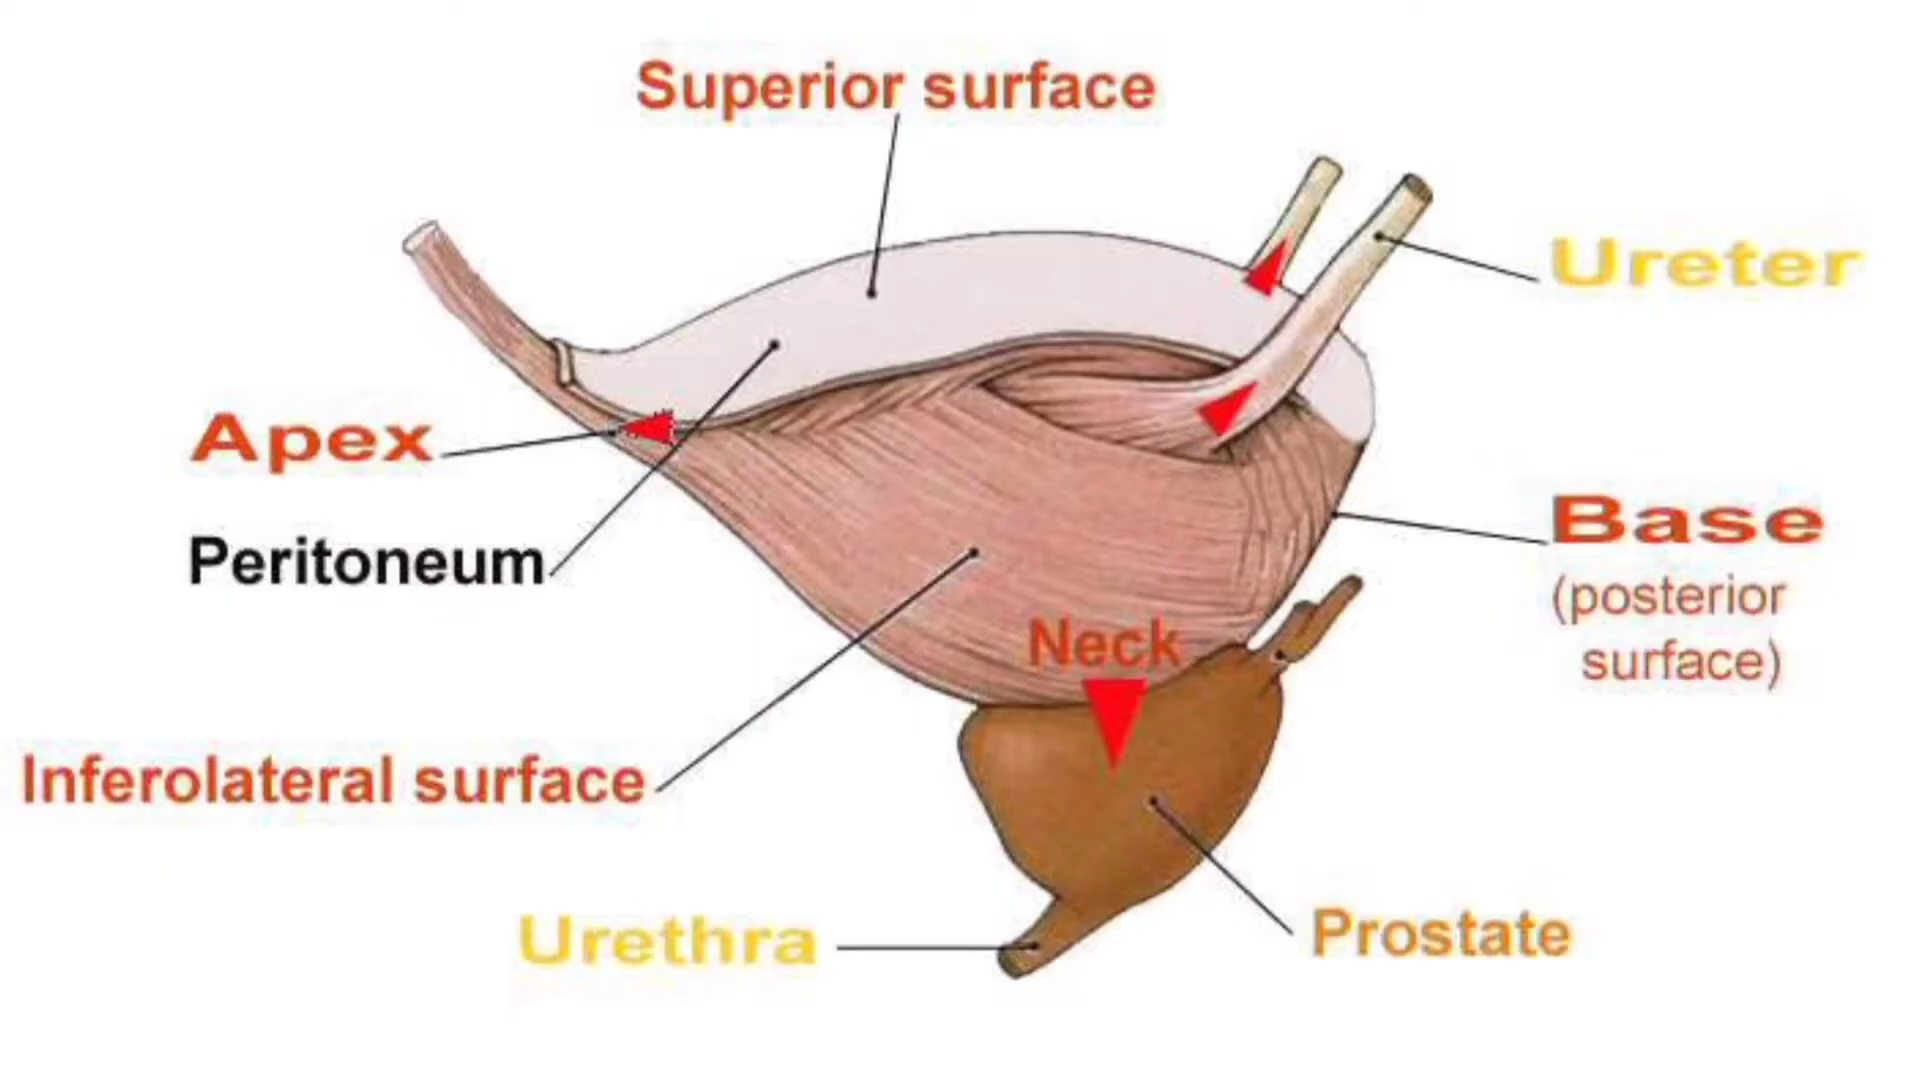 Superior surface
Ureter
Apex
Base
(posterior
surface)
Peritoneum
Neck
Inferolateral surface
Urethra
Prostate